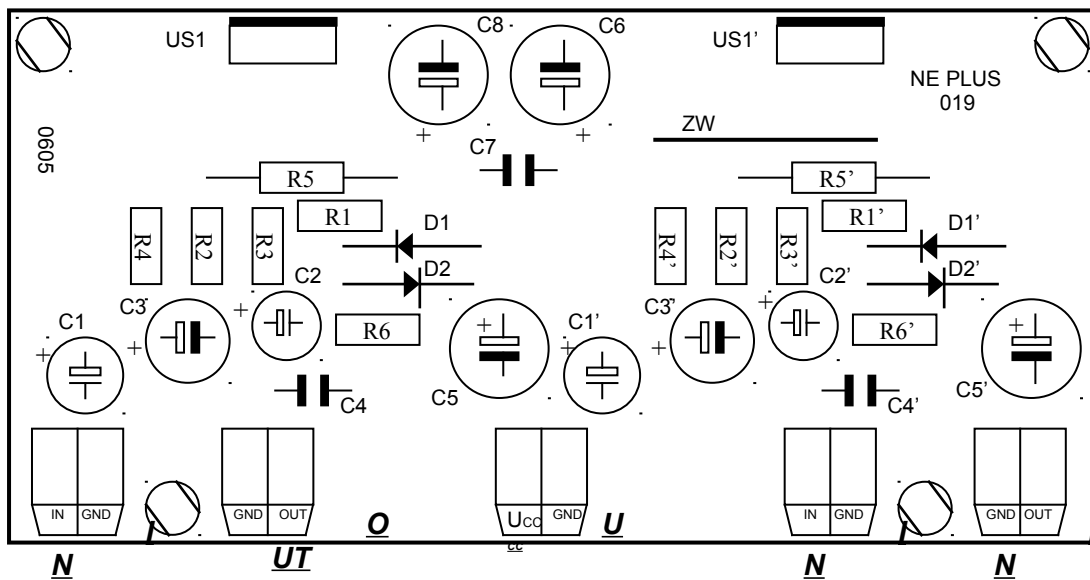 C8
C6
US1
US1’
NE PLUS
019
0605
ZW
C7
R5
R5’
R1
R1’
R4
R2
R3
D1
R4’
R2’
R3’
D1’
D2
D2’
C2
C2’
C3
C3’
C1
R6
C1’
R6’
C5
C4
C4’
C5’
IN GND
GND OUT
UCC GND
IN GND
GND OUT
I
O
U
I
I
N
UT
cc
N
N